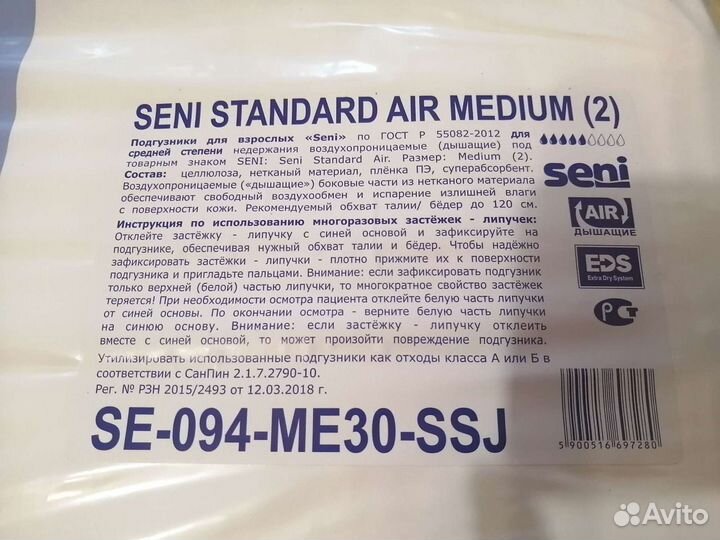 SENI STANDARD AIR MEDIUM (2)
Подгузники для взрослых «Seni» по ГОСТ Р 55082-2012 для
средней степени недержания воздухопроницаемые (дышащие) под
товарным знаком SENI: Seni Standard Air. Размер: Medium (2).
Состав: целлюлоза, нетканый материал, плёнка ПЭ, суперабсорбент.
Воздухопроницаемые («дышащие») боковые части из нетканого материала
обеспечивают свободный воздухообмен и испарение излишней влаги
с поверхности кожи. Рекомендуемый обхват талии/ бёдер до 120 см.
Инструкция по использованию многоразовых застёжек - липучек:
Отклейте застёжку - липучку с синей основой и зафиксируйте на
подгузнике, обеспечивая нужный обхват талии и бёдер. Чтобы надёжно
зафиксировать застёжки - липучки - плотно прижмите их к поверхности
подгузника и пригладьте пальцами. Внимание: если зафиксировать подгузник
только верхней (белой) частью липучки, то многократное свойство застёжек
теряется! При необходимости осмотра пациента отклейте белую часть липучки
от синей основы. По окончании осмотра - верните белую часть липучки
на синюю основу. Внимание: если застёжку - липучку отклеить
вместе с синей основой, то может произойти повреждение подгузника.
Утилизировать использованные подгузники как отходы класса А или Б в
соответствии с СанПин 2.1.7.2790-10.
Рег. № РЗН 2015/2493 от 12.03.2018 г.
SE-094-ME30-SSJ
seni
AIR
ДЫШАЩИЕ
EDS
Extra Dry System
РСТ
5 900516 697280
Avito